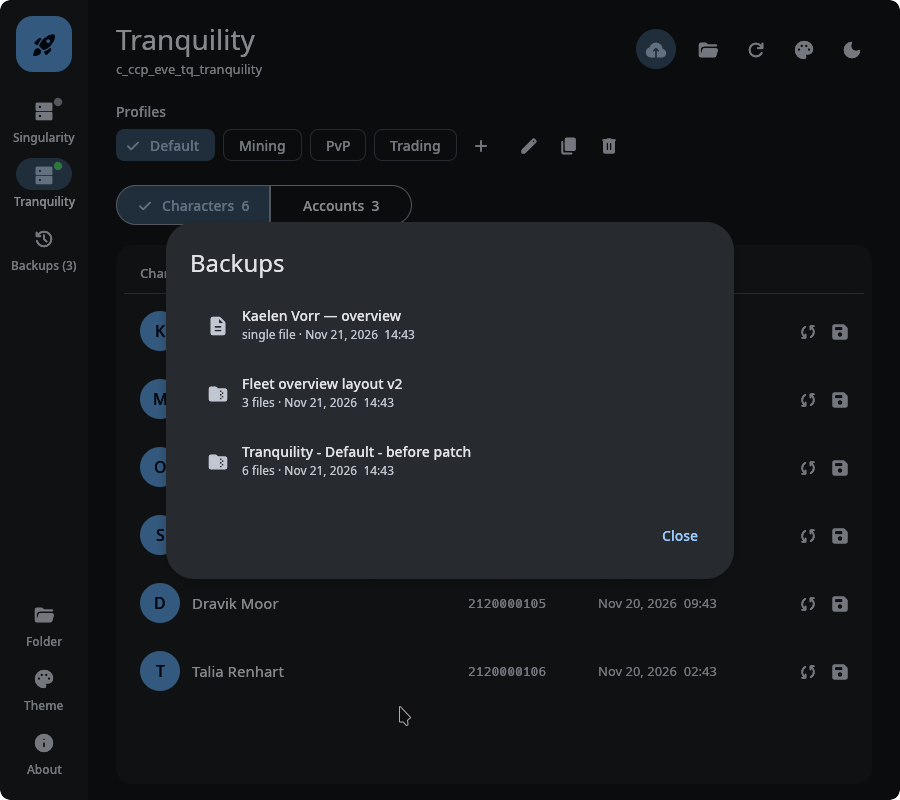 Tranquility
c_ccp_eve_tq_tranquility
Singularity
Tranquility
Backups (3)
Profiles
Default
Mining
PvP
Trading
Characters 6
Accounts 3
Char
Backups
Kaelen Vorr — overview
single file · Nov 21, 2026 14:43
Fleet overview layout v2
3 files · Nov 21, 2026 14:43
Tranquility - Default - before patch
6 files · Nov 21, 2026 14:43
Close
K
M
O
S
D
Dravik Moor
2120000105
Nov 20, 2026 09:43
T
Talia Renhart
2120000106
Nov 20, 2026 02:43
Folder
Theme
About